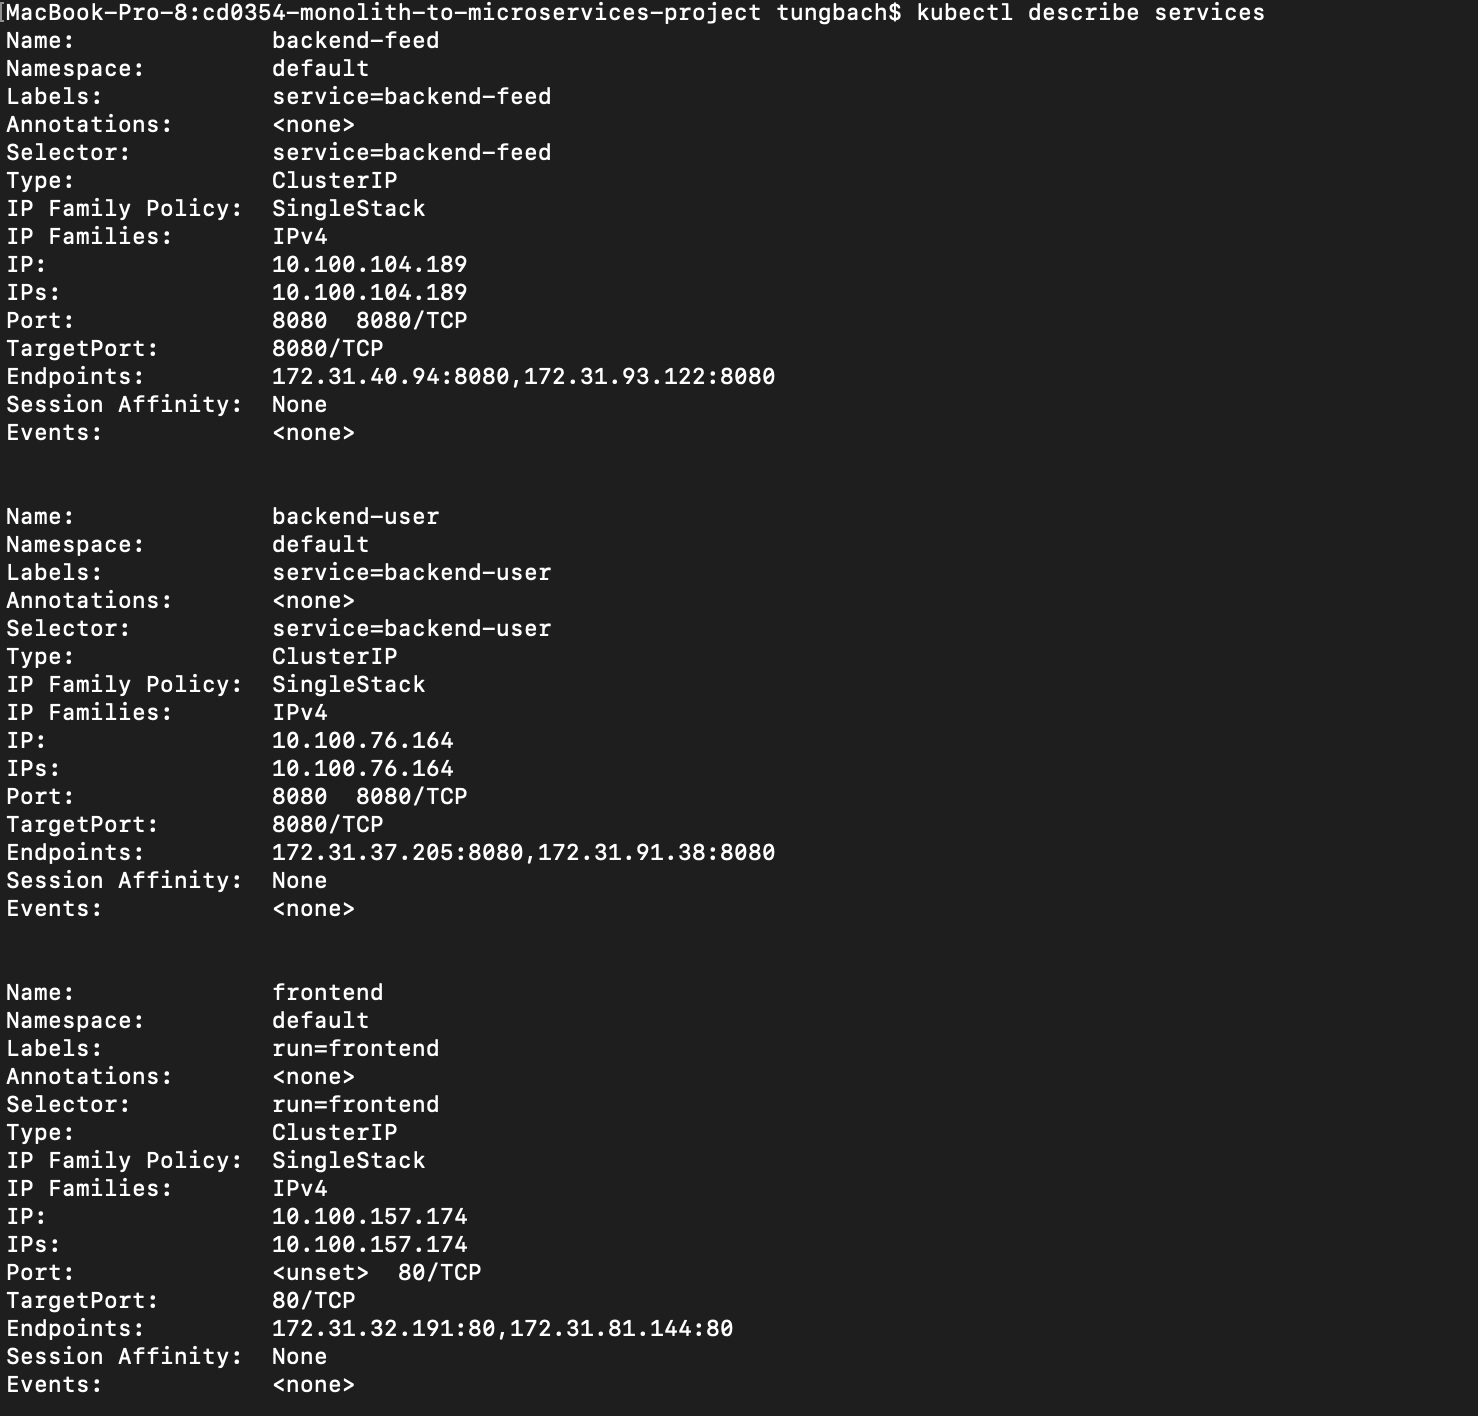 MacBook-Pro-8:cd0354-monolith-to-microservices-project tungbach$ kubectl describe services
Name:              backend-feed
Namespace:         default
Labels:            service=backend-feed
Annotations:       <none>
Selector:          service=backend-feed
Type:              ClusterIP
IP Family Policy:  SingleStack
IP Families:       IPv4
IP:                10.100.104.189
IPs:               10.100.104.189
Port:              8080  8080/TCP
TargetPort:        8080/TCP
Endpoints:         172.31.40.94:8080,172.31.93.122:8080
Session Affinity:  None
Events:            <none>
Name:              backend-user
Namespace:         default
Labels:            service=backend-user
Annotations:       <none>
Selector:          service=backend-user
Type:              ClusterIP
IP Family Policy:  SingleStack
IP Families:       IPv4
IP:                10.100.76.164
IPs:               10.100.76.164
Port:              8080  8080/TCP
TargetPort:        8080/TCP
Endpoints:         172.31.37.205:8080,172.31.91.38:8080
Session Affinity:  None
Events:            <none>
Name:              frontend
Namespace:         default
Labels:            run=frontend
Annotations:       <none>
Selector:          run=frontend
Type:              ClusterIP
IP Family Policy:  SingleStack
IP Families:       IPv4
IP:                10.100.157.174
IPs:               10.100.157.174
Port:              <unset>  80/TCP
TargetPort:        80/TCP
Endpoints:         172.31.32.191:80,172.31.81.144:80
Session Affinity:  None
Events:            <none>